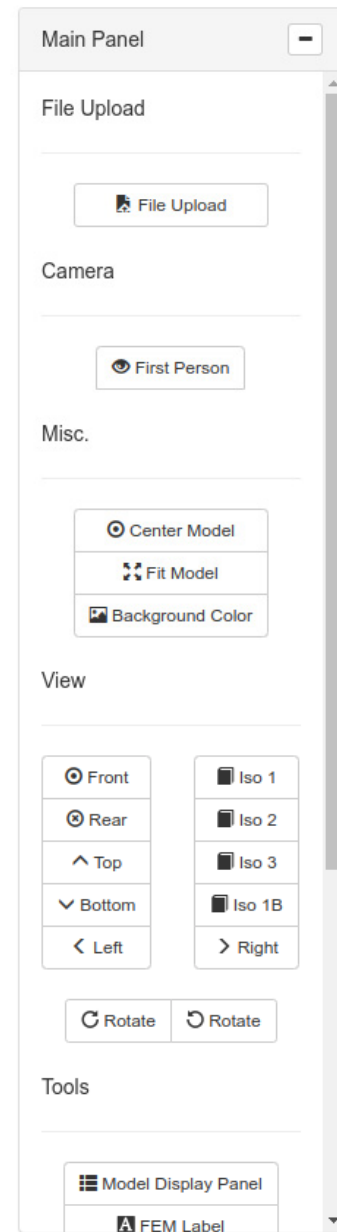 Main Panel
File Upload
File Upload
Camera
First Person
Misc.
Center Model
Fit Model
Background Color
View
Front
Rear
Top
Bottom
Left
Iso 1
Iso 2
Iso 3
Iso 1B
Right
Rotate
Rotate
Tools
Model Display Panel
A FEM Label